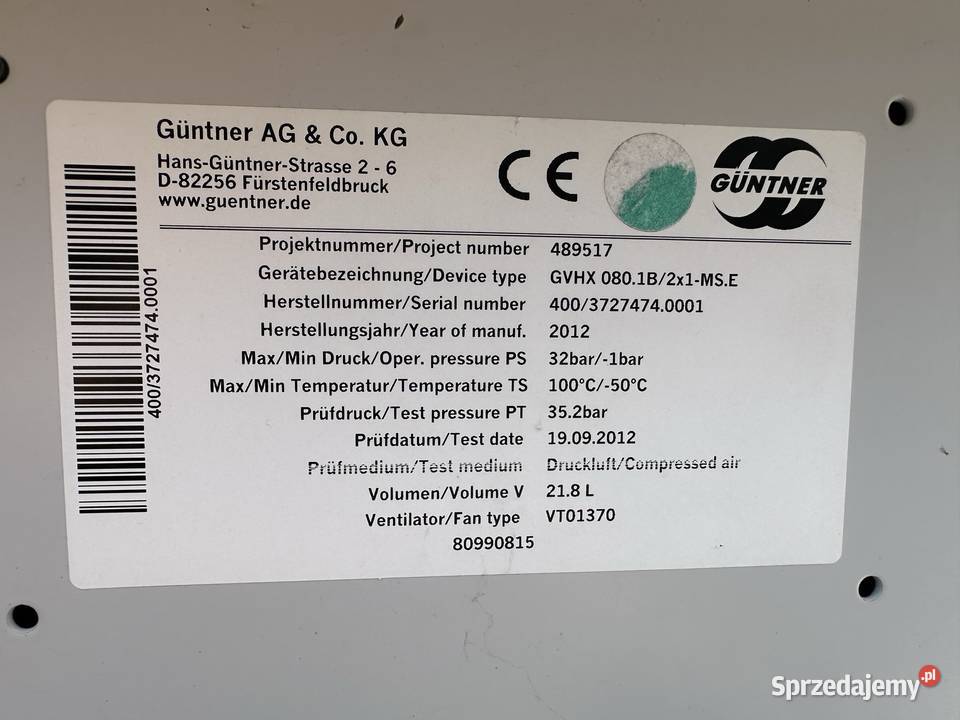 Güntner AG & Co. KG
Hans-Güntner-Strasse 2 - 6
D-82256 Fürstenfeldbruck
www.guentner.de
CE
GÜNTNER
400/3727474.0001
Projektnummer/Project number 489517
Gerätebezeichnung/Device type GVHX 080.1B/2x1-MS.E
Herstellnummer/Serial number 400/3727474.0001
Herstellungsjahr/Year of manuf. 2012
Max/Min Druck/Oper. pressure PS 32bar/-1bar
Max/Min Temperatur/Temperature TS 100°C/-50°C
Prüfdruck/Test pressure PT 35.2bar
Prüfdatum/Test date 19.09.2012
Prüfmedium/Test medium Druckluft/Compressed air
Volumen/Volume V 21.8 L
Ventilator/Fan type VT01370
80990815
Sprzedajemy.pl